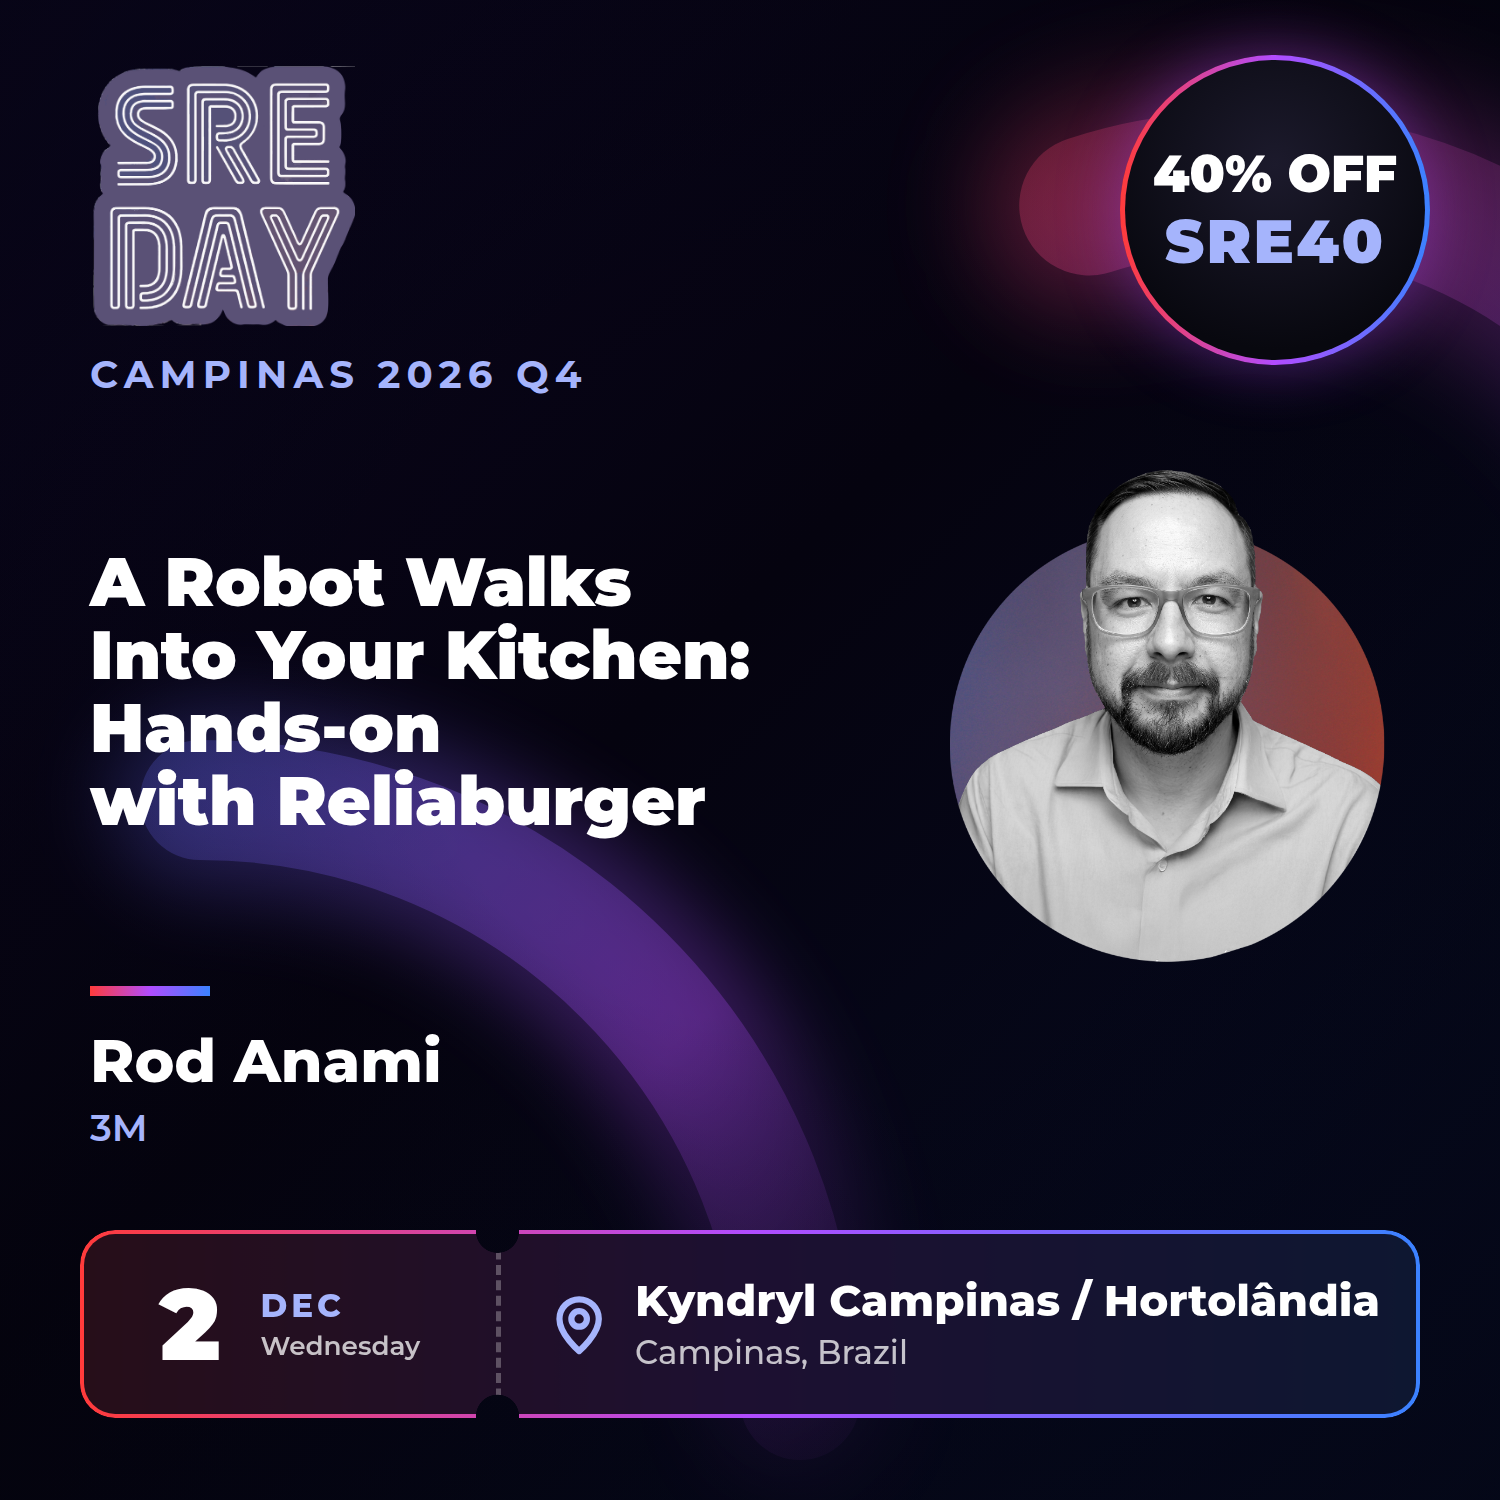 SRE
DAY
CAMPINAS 2026 Q4
40% OFF
SRE40
A Robot Walks
Into Your Kitchen:
Hands-on
with Reliaburger
Rod Anami
3M
2
DEC
Wednesday
Kyndryl Campinas / Hortolândia
Campinas, Brazil